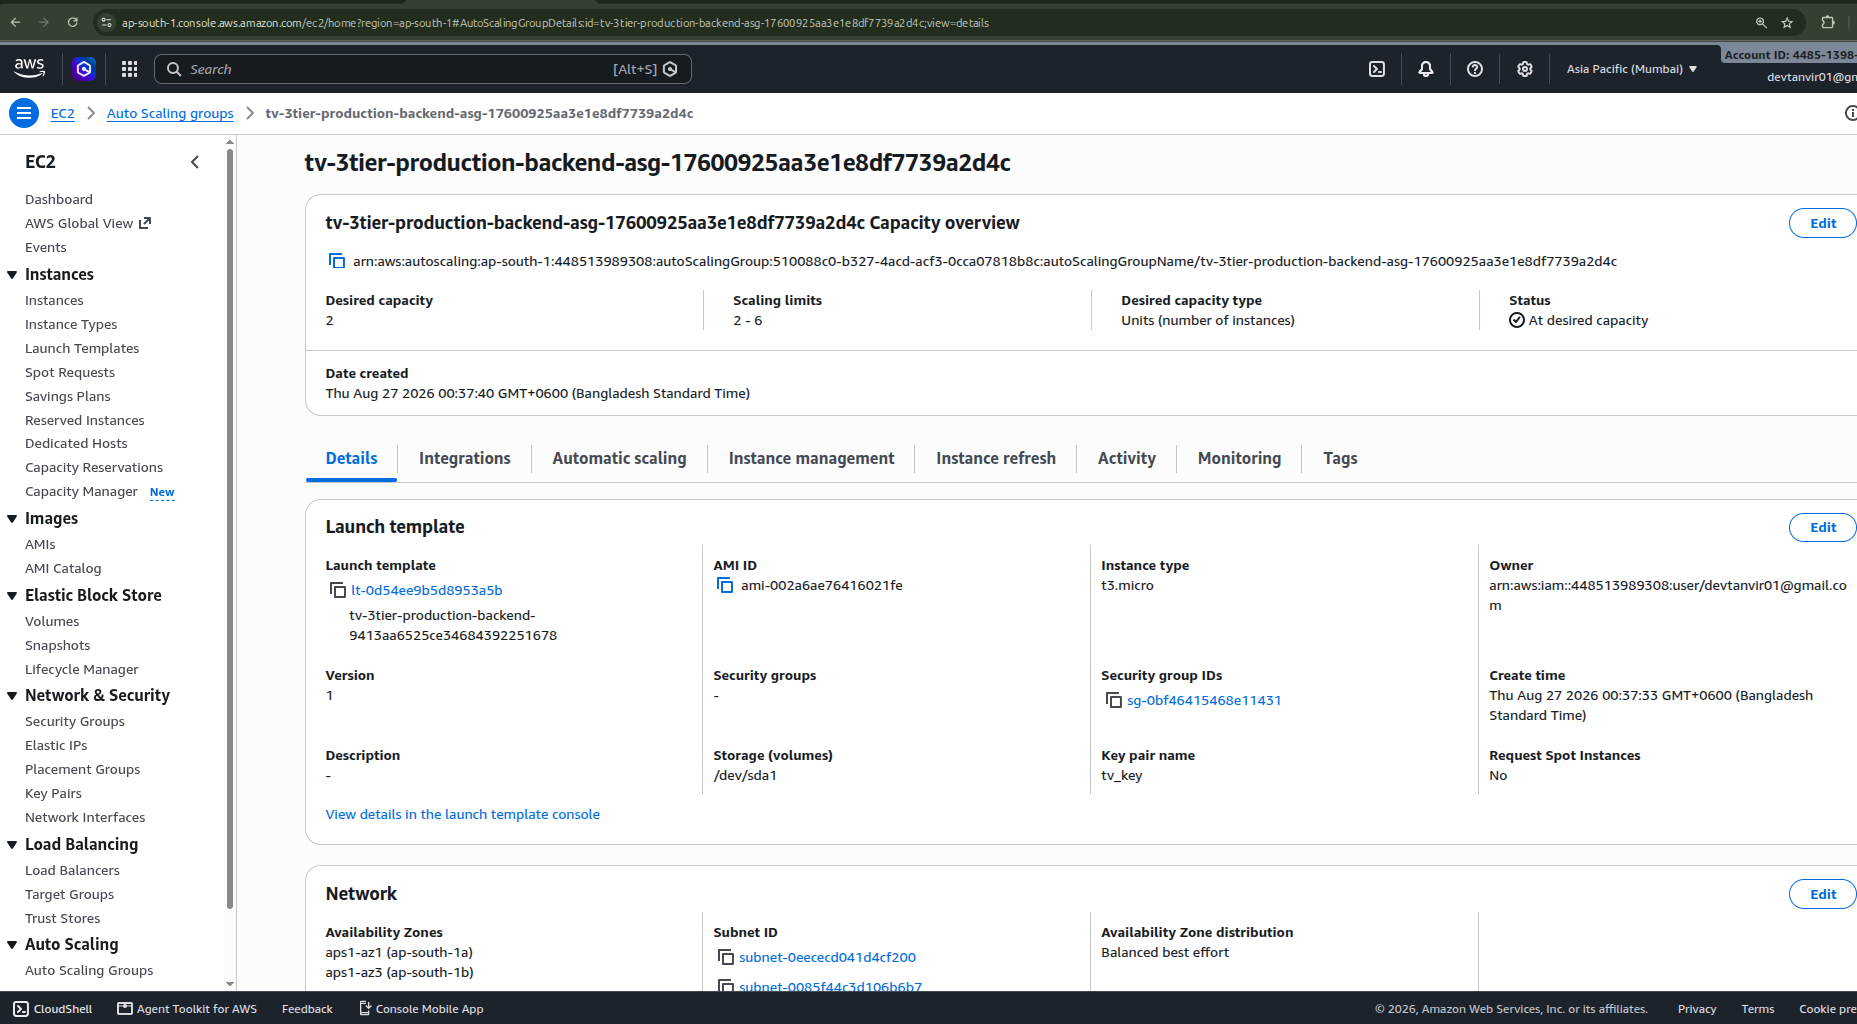 ap-south-1.console.aws.amazon.com/ec2/home?region=ap-south-1#AutoScalingGroupDetails:id=tv-3tier-production-backend-asg-17600925aa3e1e8df7739a2d4c;view=details
aws
Search
[Alt+S]
Asia Pacific (Mumbai)
Account ID: 4485-1398-
devtanvir01@gn
EC2
Auto Scaling groups
tv-3tier-production-backend-asg-17600925aa3e1e8df7739a2d4c
EC2
Dashboard
AWS Global View
Events
Instances
Instances
Instance Types
Launch Templates
Spot Requests
Savings Plans
Reserved Instances
Dedicated Hosts
Capacity Reservations
Capacity Manager New
Images
AMIs
AMI Catalog
Elastic Block Store
Volumes
Snapshots
Lifecycle Manager
Network & Security
Security Groups
Elastic IPs
Placement Groups
Key Pairs
Network Interfaces
Load Balancing
Load Balancers
Target Groups
Trust Stores
Auto Scaling
Auto Scaling Groups
tv-3tier-production-backend-asg-17600925aa3e1e8df7739a2d4c
tv-3tier-production-backend-asg-17600925aa3e1e8df7739a2d4c Capacity overview
Edit
arn:aws:autoscaling:ap-south-1:448513989308:autoScalingGroup:510088c0-b327-4acd-acf3-0cca07818b8c:autoScalingGroupName/tv-3tier-production-backend-asg-17600925aa3e1e8df7739a2d4c
Desired capacity
2
Scaling limits
2 - 6
Desired capacity type
Units (number of instances)
Status
At desired capacity
Date created
Thu Aug 27 2026 00:37:40 GMT+0600 (Bangladesh Standard Time)
Details
Integrations
Automatic scaling
Instance management
Instance refresh
Activity
Monitoring
Tags
Launch template
Edit
Launch template
lt-0d54ee9b5d8953a5b
tv-3tier-production-backend-
9413aa6525ce34684392251678
AMI ID
ami-002a6ae76416021fe
Instance type
t3.micro
Owner
arn:aws:iam::448513989308:user/devtanvir01@gmail.co
m
Version
1
Security groups
-
Security group IDs
sg-0bf46415468e11431
Create time
Thu Aug 27 2026 00:37:33 GMT+0600 (Bangladesh
Standard Time)
Description
-
Storage (volumes)
/dev/sda1
Key pair name
tv_key
Request Spot Instances
No
View details in the launch template console
Network
Edit
Availability Zones
aps1-az1 (ap-south-1a)
aps1-az3 (ap-south-1b)
Subnet ID
subnet-0eececd041d4cf200
subnet-0085f44c3d106b6b7
Availability Zone distribution
Balanced best effort
CloudShell
Agent Toolkit for AWS
Feedback
Console Mobile App
© 2026, Amazon Web Services, Inc. or its affiliates.
Privacy
Terms
Cookie pre